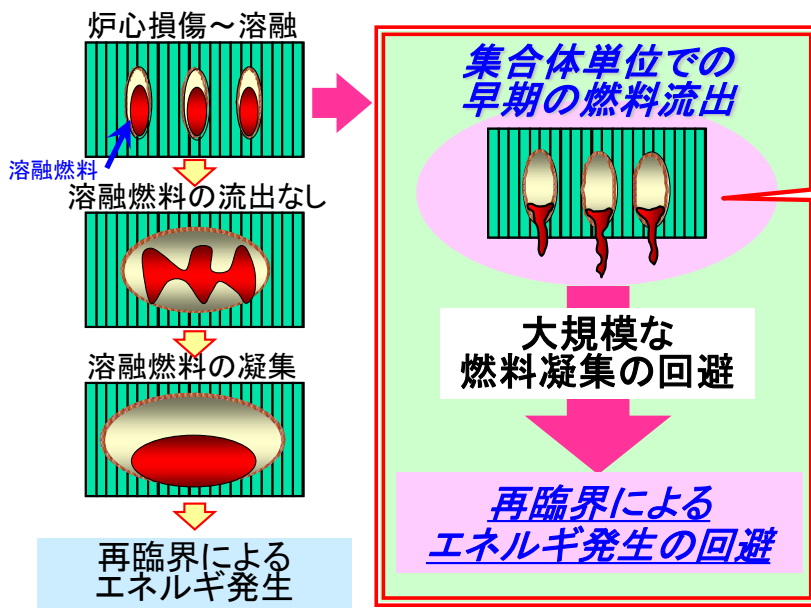 炉心損傷～溶融
溶融燃料
溶融燃料の流出なし
溶融燃料の凝集
再臨界による
エネルギ発生
集合体単位での
早期の燃料流出
大規模な
燃料凝集の回避
再臨界による
エネルギ発生の回避